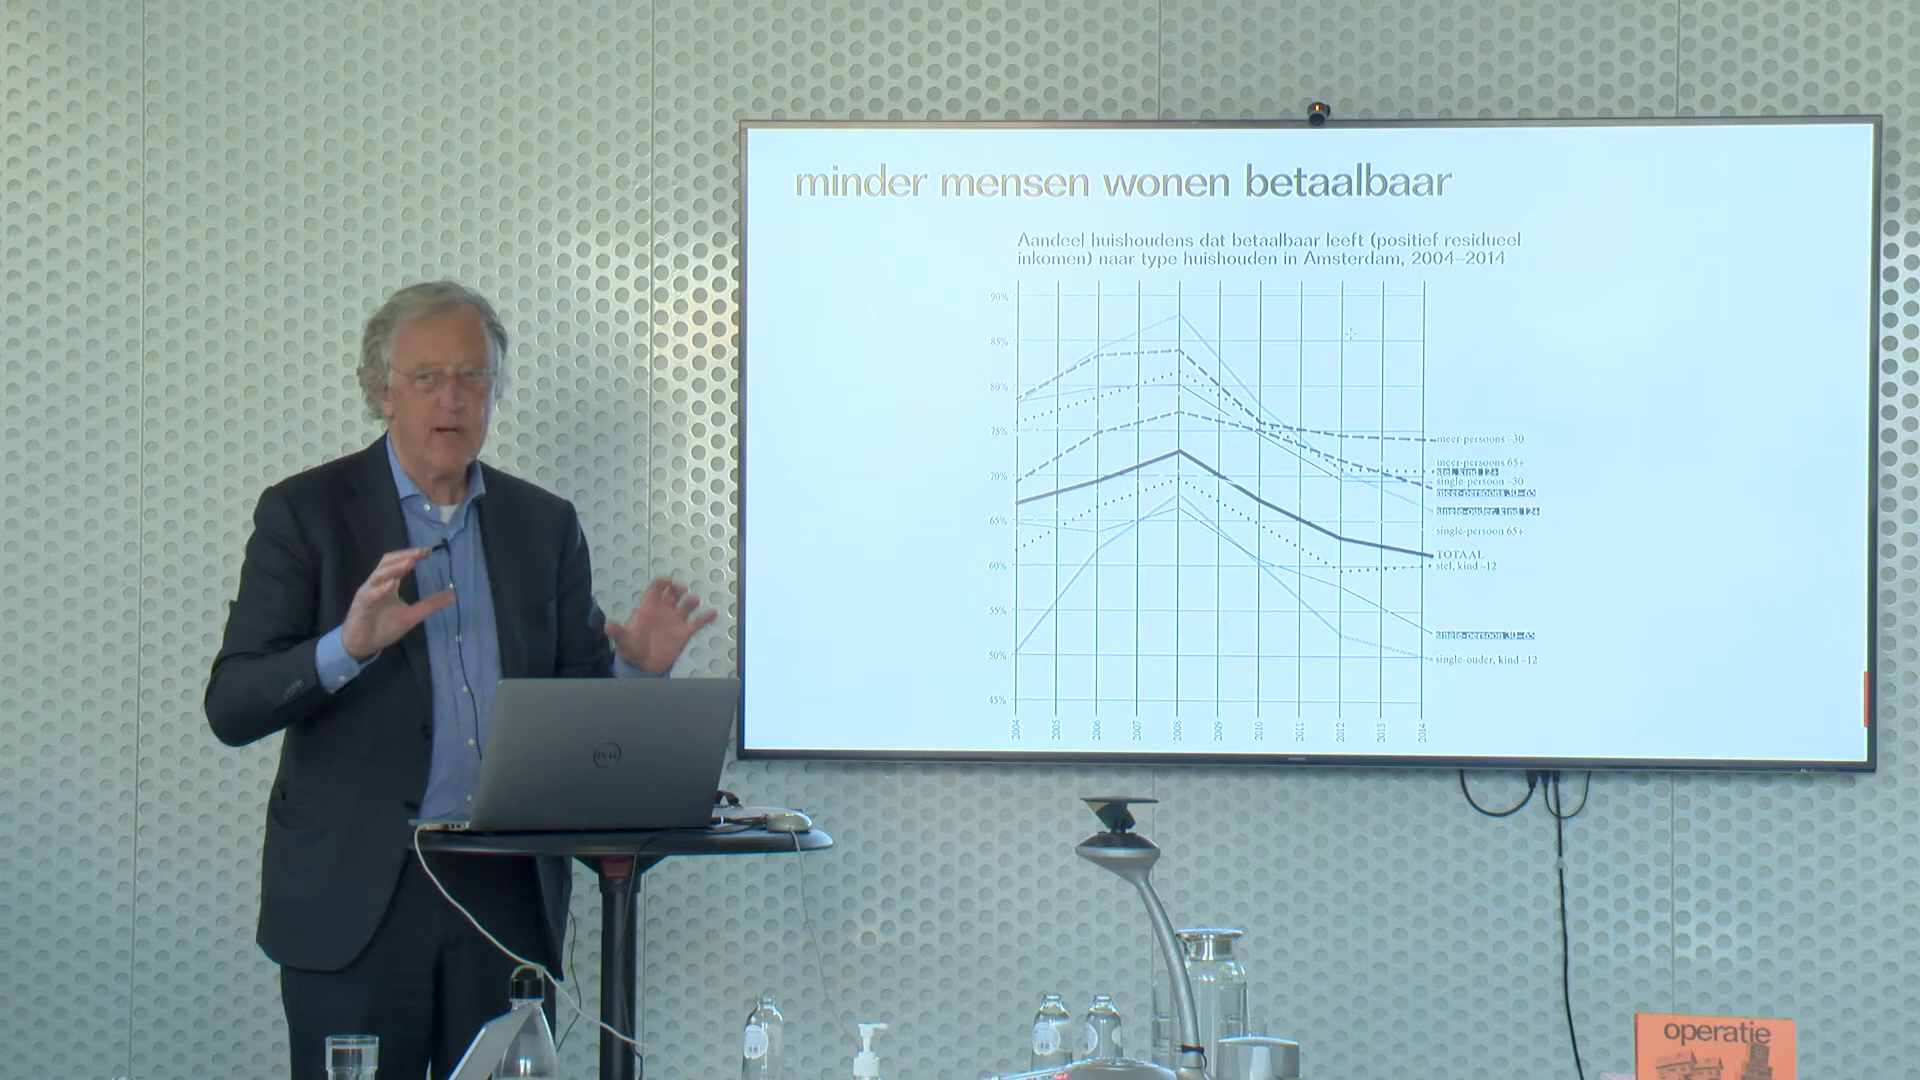 minder mensen wonen betaalbaar
Aandeel huishoudens dat betaalbaar leeft (positief residueel
inkomen) naar type huishouden in Amsterdam, 2004–2014
90%
85%
80%
75%
70%
65%
60%
55%
50%
45%
meer-persoons –30
meer-persoons 65+
stel, kind 12+
single-persoon –30
meer-persoons 30–65
single-ouder, kind 12+
single-persoon 65+
TOTAAL
stel, kind –12
single-persoon 30–65
single-ouder, kind –12
2004 2005 2006 2007 2008 2009 2010 2011 2012 2013 2014
DELL
operatie